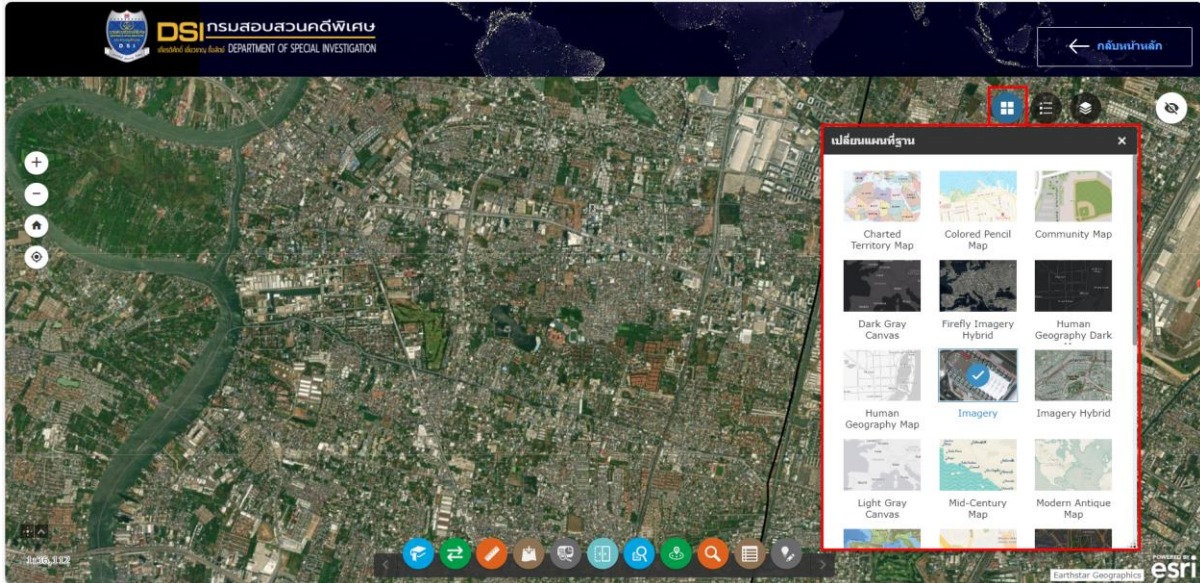 DSI กรมสอบสวนคดีพิเศษ
DEPARTMENT OF SPECIAL INVESTIGATION
กลับหน้าหลัก
เปลี่ยนแผนที่ฐาน
Charted Territory Map
Colored Pencil Map
Community Map
Dark Gray Canvas
Firefly Imagery Hybrid
Human Geography Dark
Human Geography Map
Imagery
Imagery Hybrid
Light Gray Canvas
Mid-Century Map
Modern Antique Map
Earthstar Geographics
POWERED BY
esri